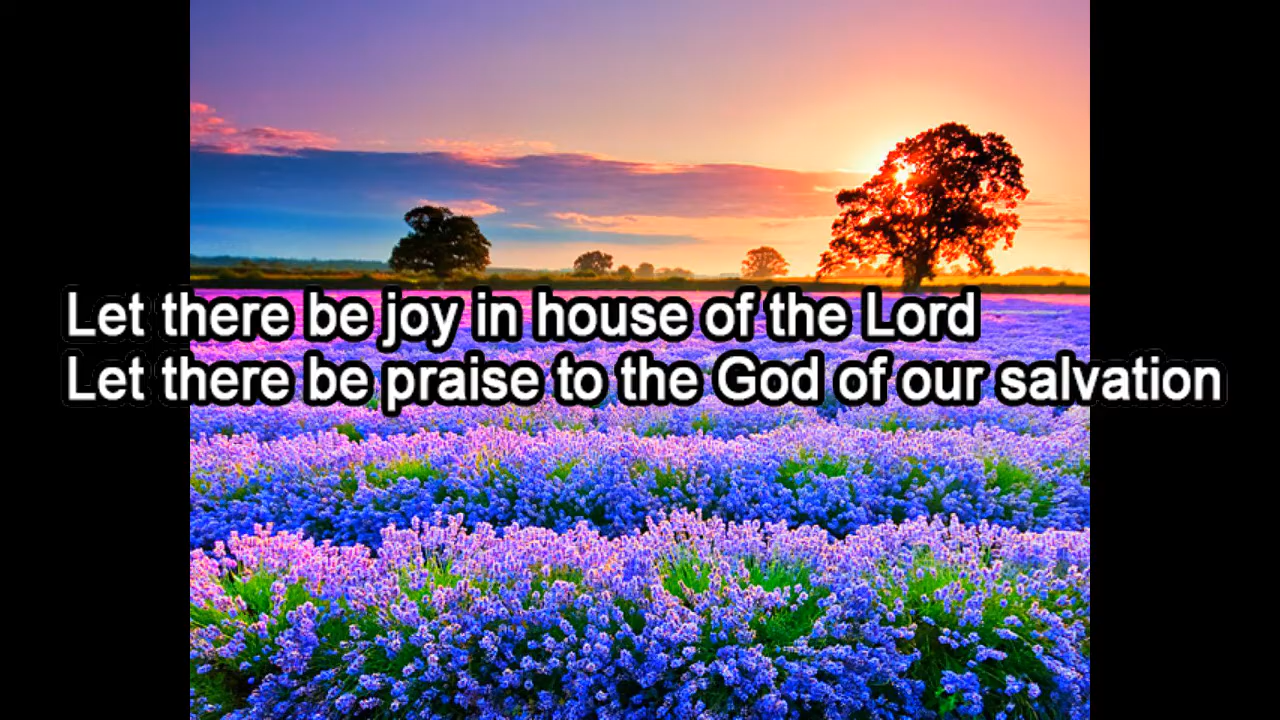 Let there be joy in house of the Lord
Let there be praise to the God of our salvation